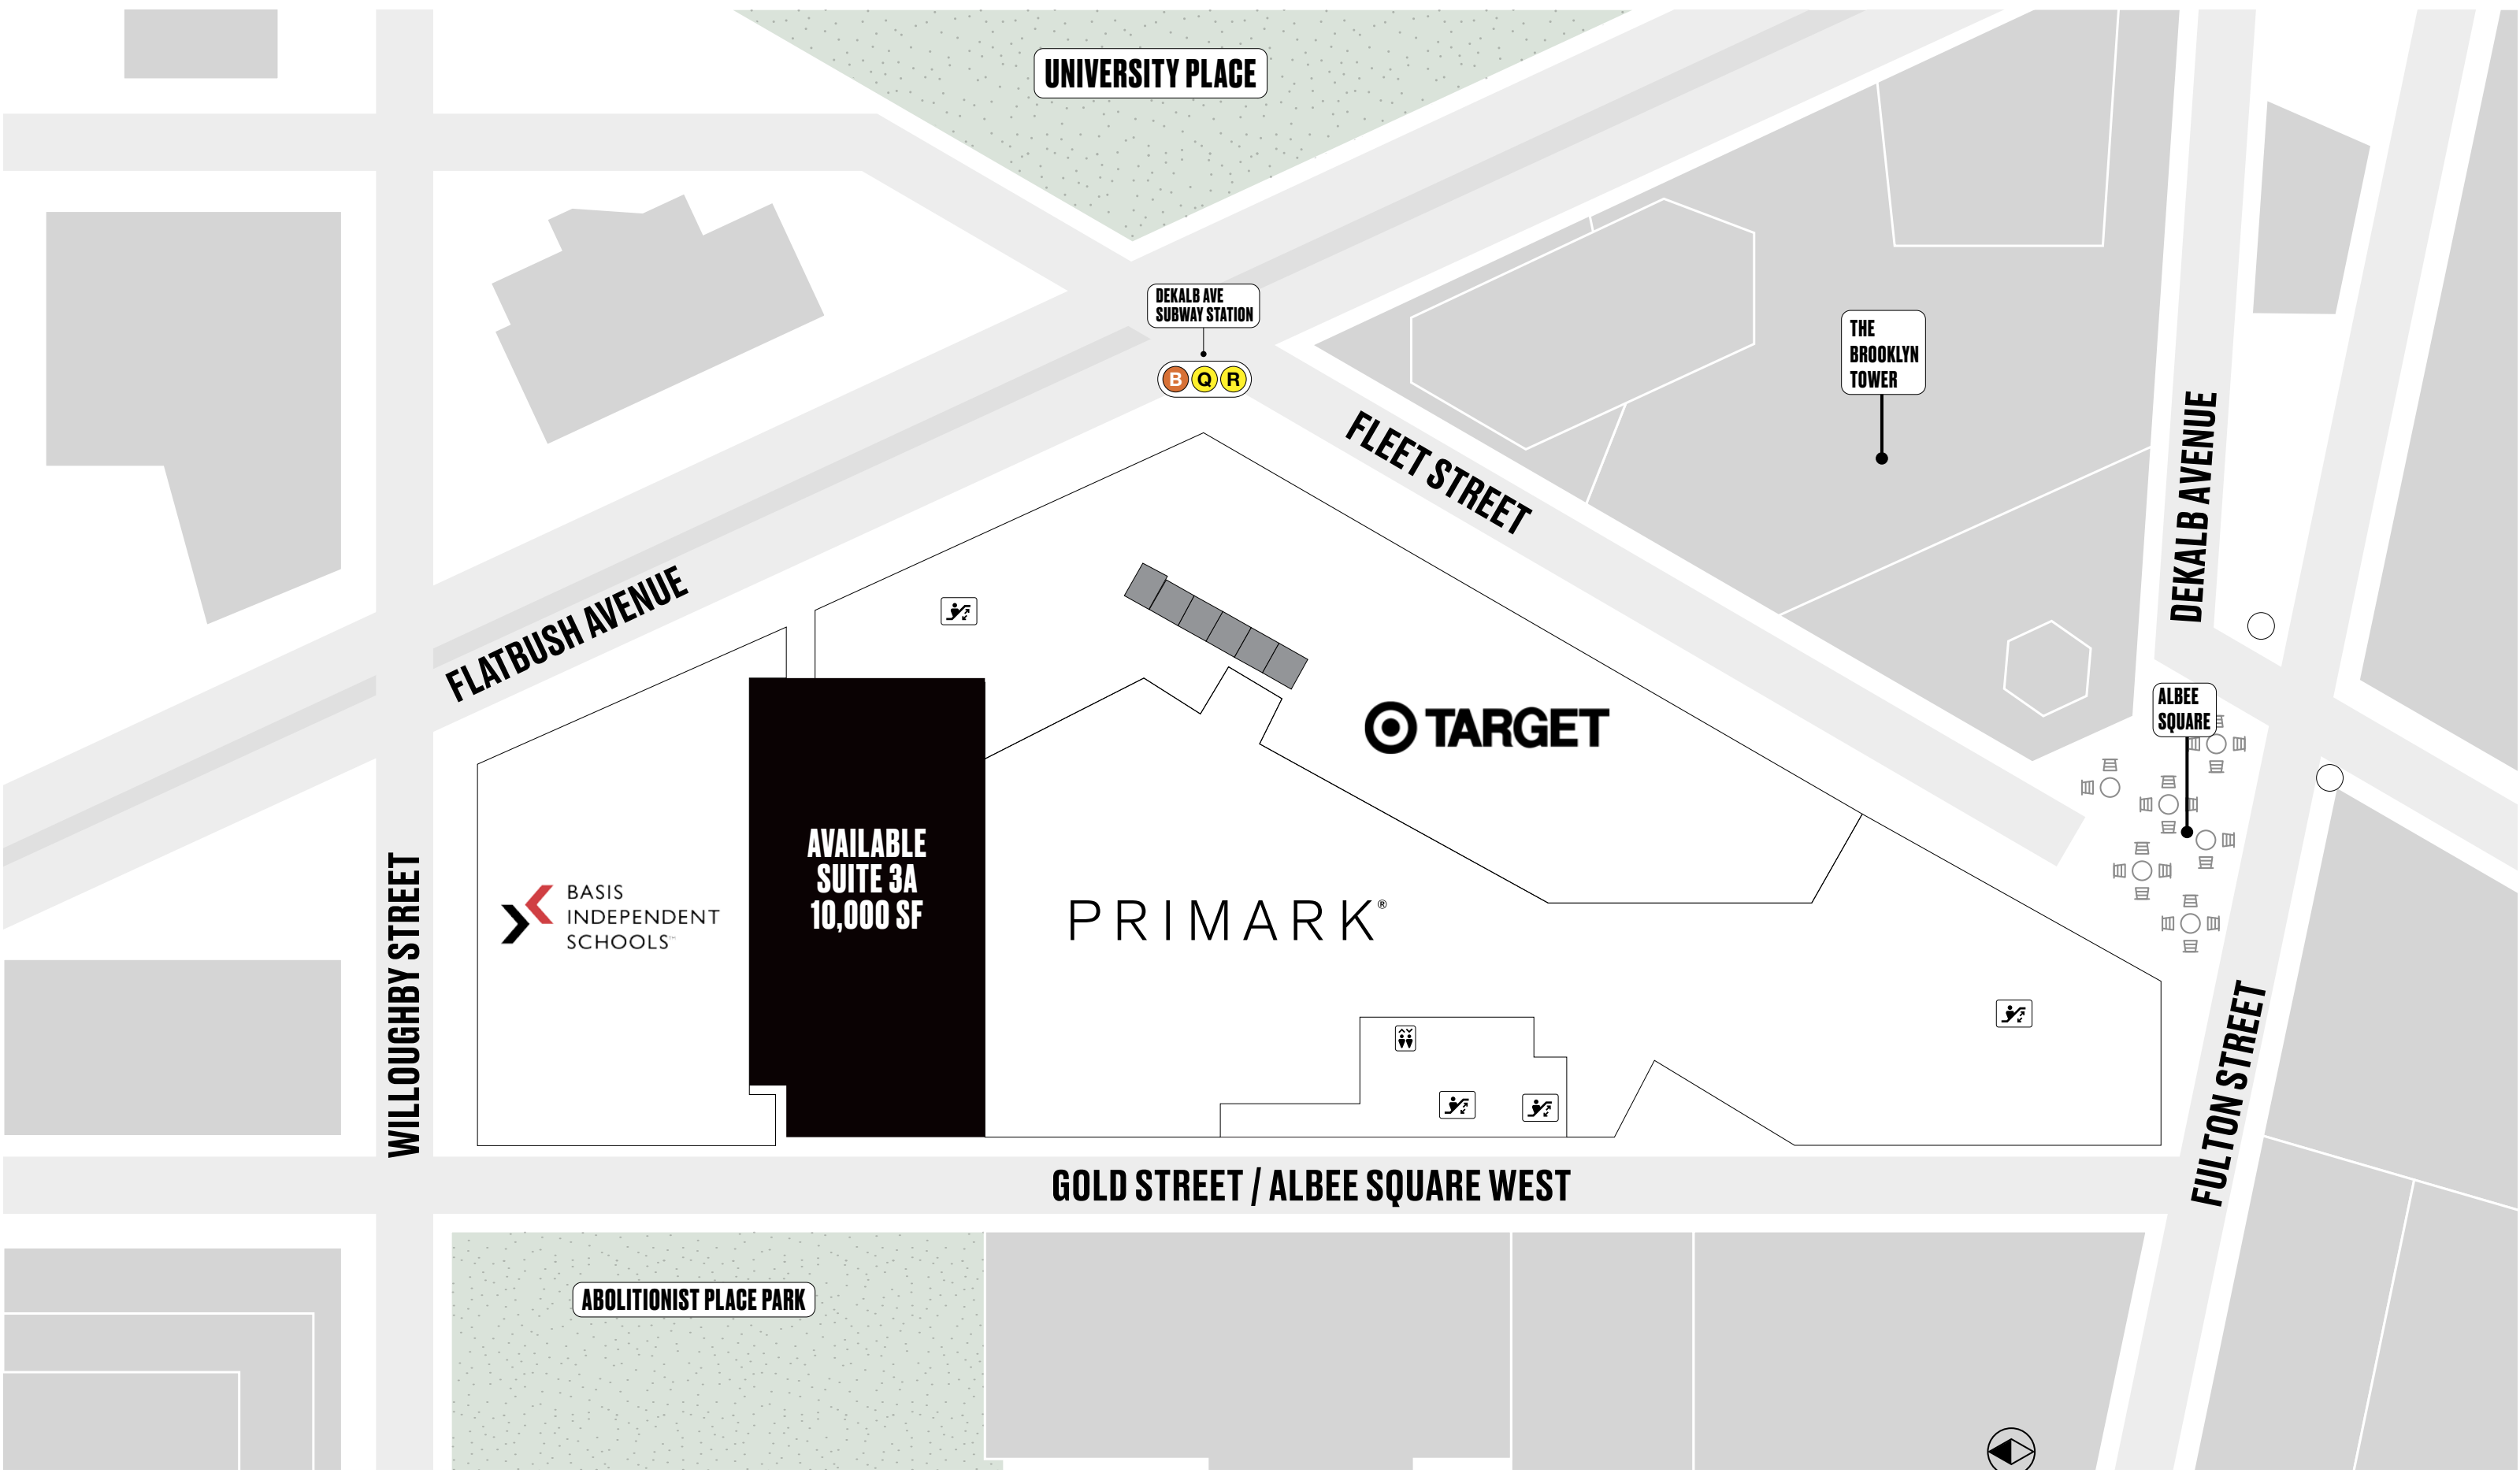 UNIVERSITY PLACE
DEKALB AVE
SUBWAY STATION
B Q R
THE
BROOKLYN
TOWER
FLEET STREET
DEKALB AVENUE
FLATBUSH AVENUE
ALBEE
SQUARE
TARGET
AVAILABLE
SUITE 3A
10,000 SF
BASIS
INDEPENDENT
SCHOOLS™
PRIMARK®
WILLOUGHBY STREET
FULTON STREET
GOLD STREET / ALBEE SQUARE WEST
ABOLITIONIST PLACE PARK